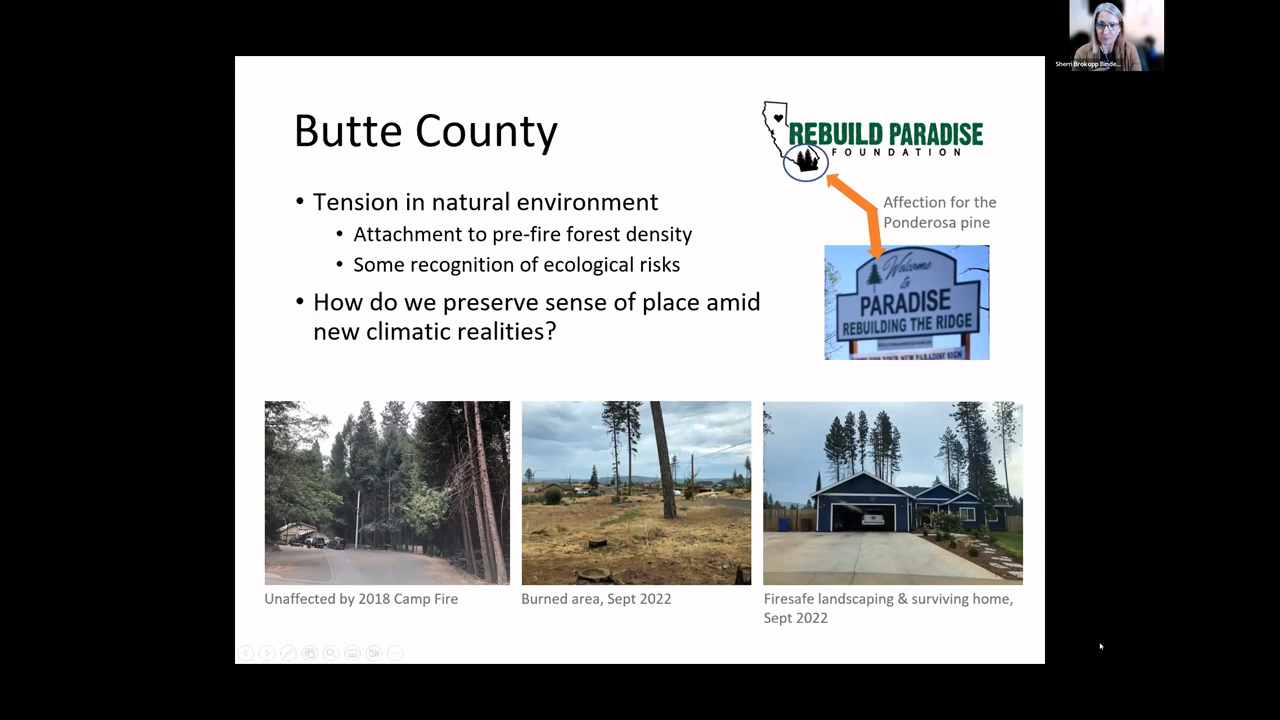 Sherri Brokopp Binde...
Butte County
REBUILD PARADISE
FOUNDATION
• Tension in natural environment
• Attachment to pre-fire forest density
• Some recognition of ecological risks
• How do we preserve sense of place amid
new climatic realities?
Affection for the
Ponderosa pine
Welcome
to
PARADISE
REBUILDING THE RIDGE
Unaffected by 2018 Camp Fire
Burned area, Sept 2022
Firesafe landscaping & surviving home,
Sept 2022